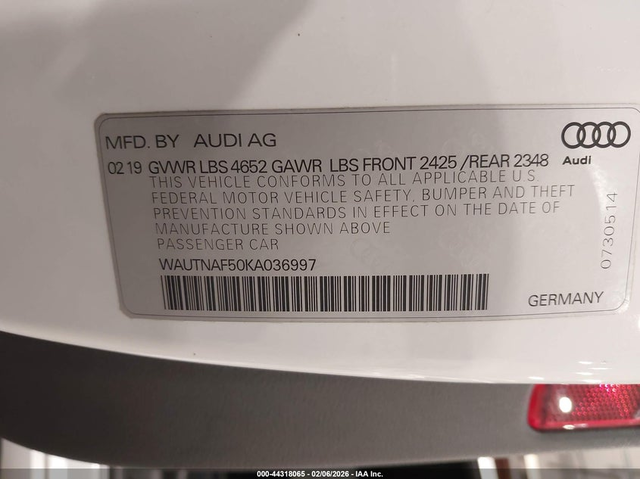 MFD. BY AUDI AG
Audi
02 19 GVWR LBS 4652 GAWR LBS FRONT 2425 /REAR 2348
THIS VEHICLE CONFORMS TO ALL APPLICABLE U S
FEDERAL MOTOR VEHICLE SAFETY, BUMPER AND THEFT
PREVENTION STANDARDS IN EFFECT ON THE DATE OF
MANUFACTURE SHOWN ABOVE
PASSENGER CAR
0730514
WAUTNAF50KA036997
GERMANY
000-44318065 - 02/06/2026 - IAA Inc.